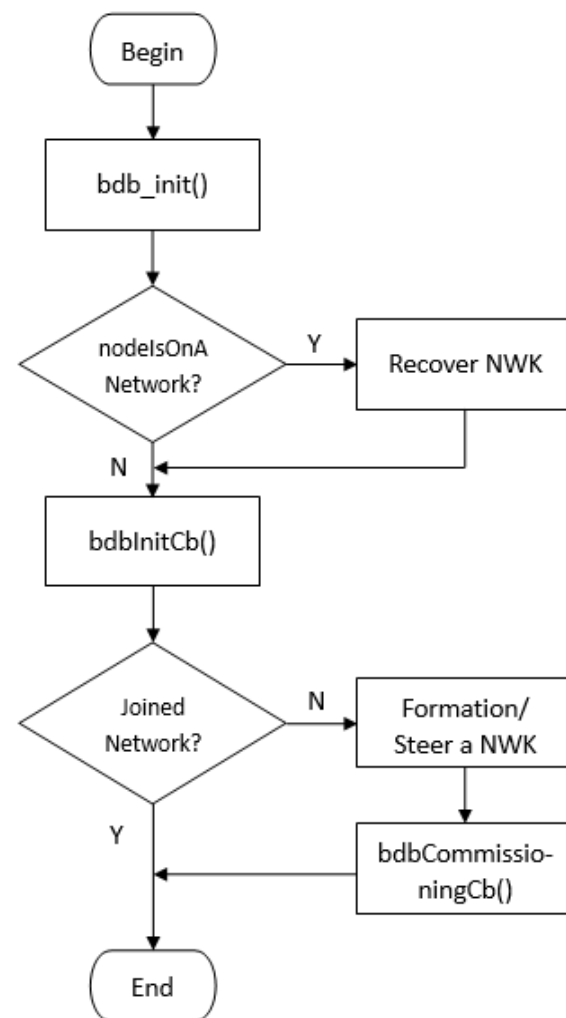 Begin
bdb_init()
nodeIsOnA
Network?
Y
Recover NWK
N
bdbInitCb()
Joined
Network?
N
Formation/
Steer a NWK
Y
bdbCommissio-
ningCb()
End